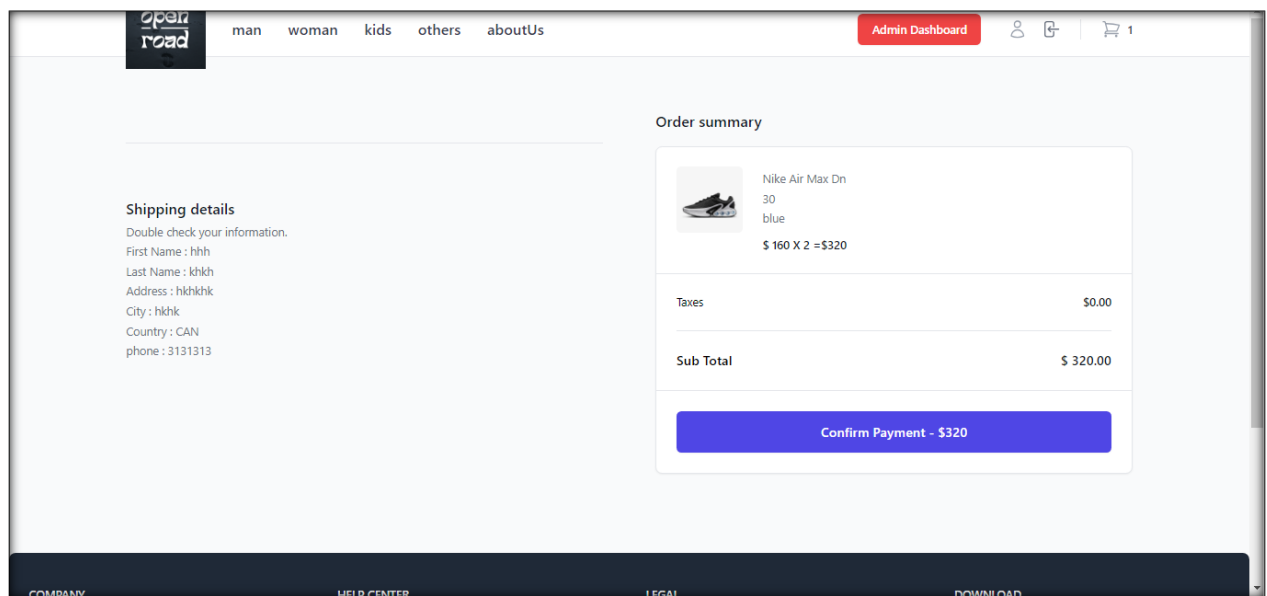 open
road
man woman kids others aboutUs
Admin Dashboard
1
Order summary
Nike Air Max Dn
30
blue
$ 160 X 2 =$320
Taxes $0.00
Sub Total $ 320.00
Confirm Payment - $320
Shipping details
Double check your information.
First Name : hhh
Last Name : khkh
Address : hkhkhk
City : hkhk
Country : CAN
phone : 3131313
COMPANY HELP CENTER LEGAL DOWNLOAD